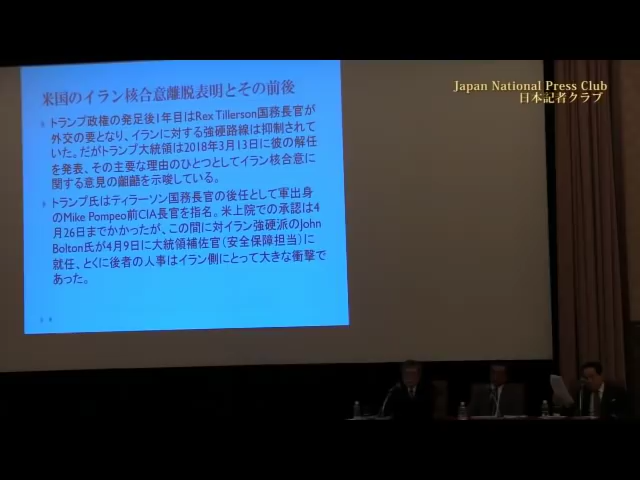 Japan National Press Club
日本記者クラブ
米国のイラン核合意離脱表明とその前後
トランプ政権の発足後1年目はRex Tillerson国務長官が
外交の要となり、イランに対する強硬路線は抑制されて
いた。だがトランプ大統領は2018年3月13日に彼の解任
を発表、その主要な理由のひとつとしてイラン核合意に
関する意見の齟齬を示唆している。
トランプ氏はティラーソン国務長官の後任として軍出身
のMike Pompeo前CIA長官を指名。米上院での承認は4
月26日までかかったが、この間に対イラン強硬派のJohn
Bolton氏が4月9日に大統領補佐官（安全保障担当）に
就任、とくに後者の人事はイラン側にとって大きな衝撃で
あった。